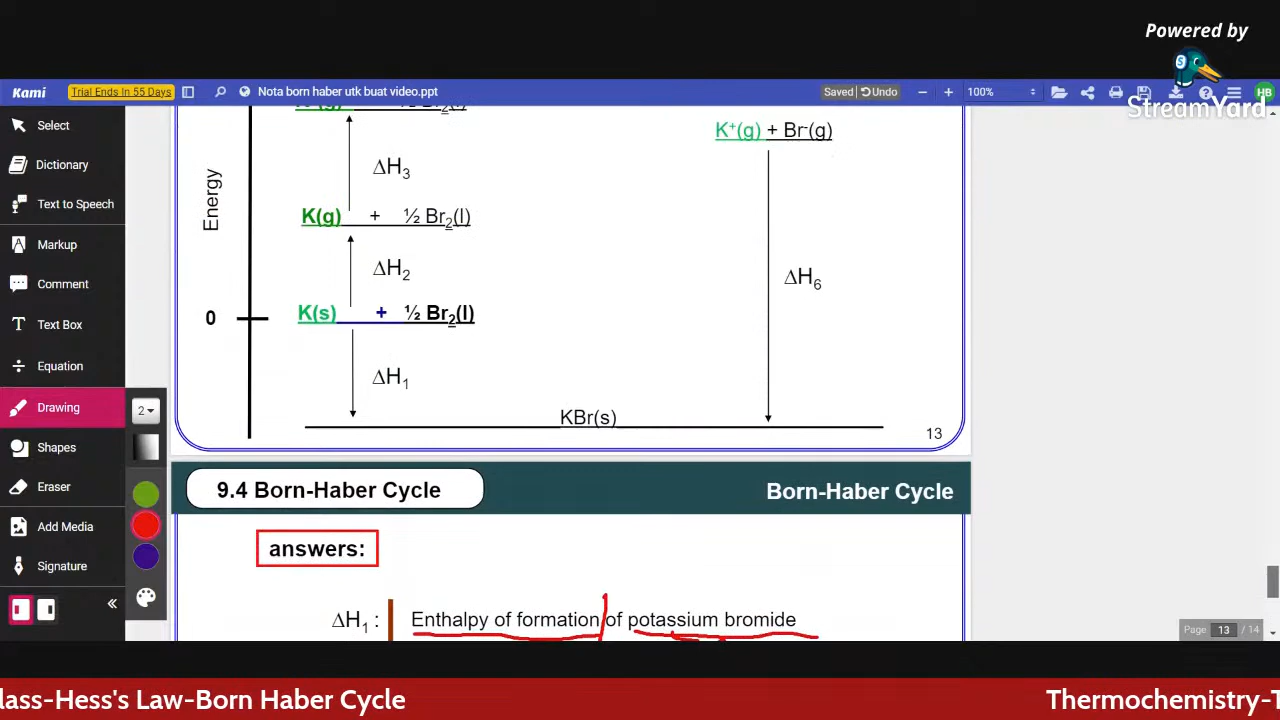 Powered by
StreamYard
Kami
Trial Ends In 55 Days
Nota born haber utk buat video.ppt
Saved
Undo
100%
HB
Select
Dictionary
Text to Speech
Markup
Comment
Text Box
Equation
Drawing
2
Shapes
Eraser
Add Media
Signature
Energy
ΔH3
K(g) + ½ Br2(l)
ΔH2
0
K(s) + ½ Br2(l)
ΔH1
K+(g) + Br-(g)
ΔH6
KBr(s)
13
9.4 Born-Haber Cycle
Born-Haber Cycle
answers:
ΔH1 : Enthalpy of formation of potassium bromide
Page 13 / 14
lass-Hess's Law-Born Haber Cycle
Thermochemistry-T